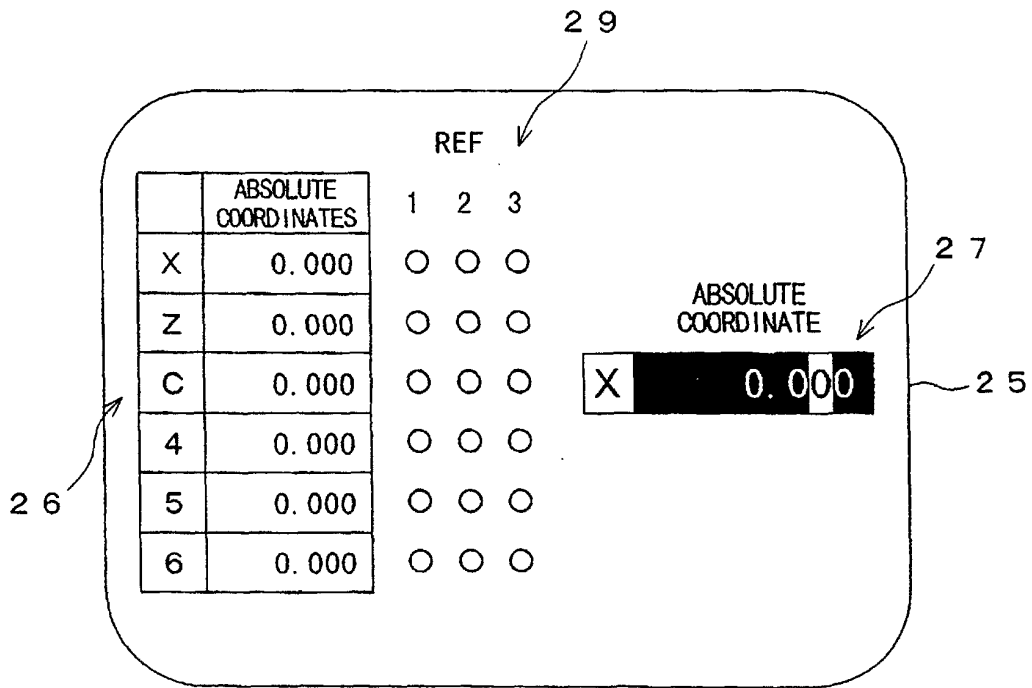 29
REF
ABSOLUTE
COORDINATES
1 2 3
X 0.000
Z 0.000
C 0.000
4 0.000
5 0.000
6 0.000
27
ABSOLUTE
COORDINATE
X 0.000
25
26